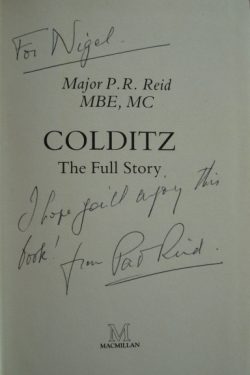 For Nigel.
Major P.R. Reid
MBE, MC
COLDITZ
The Full Story
I hope you'll enjoy this
book! from Pat Reid.
M
MACMILLAN